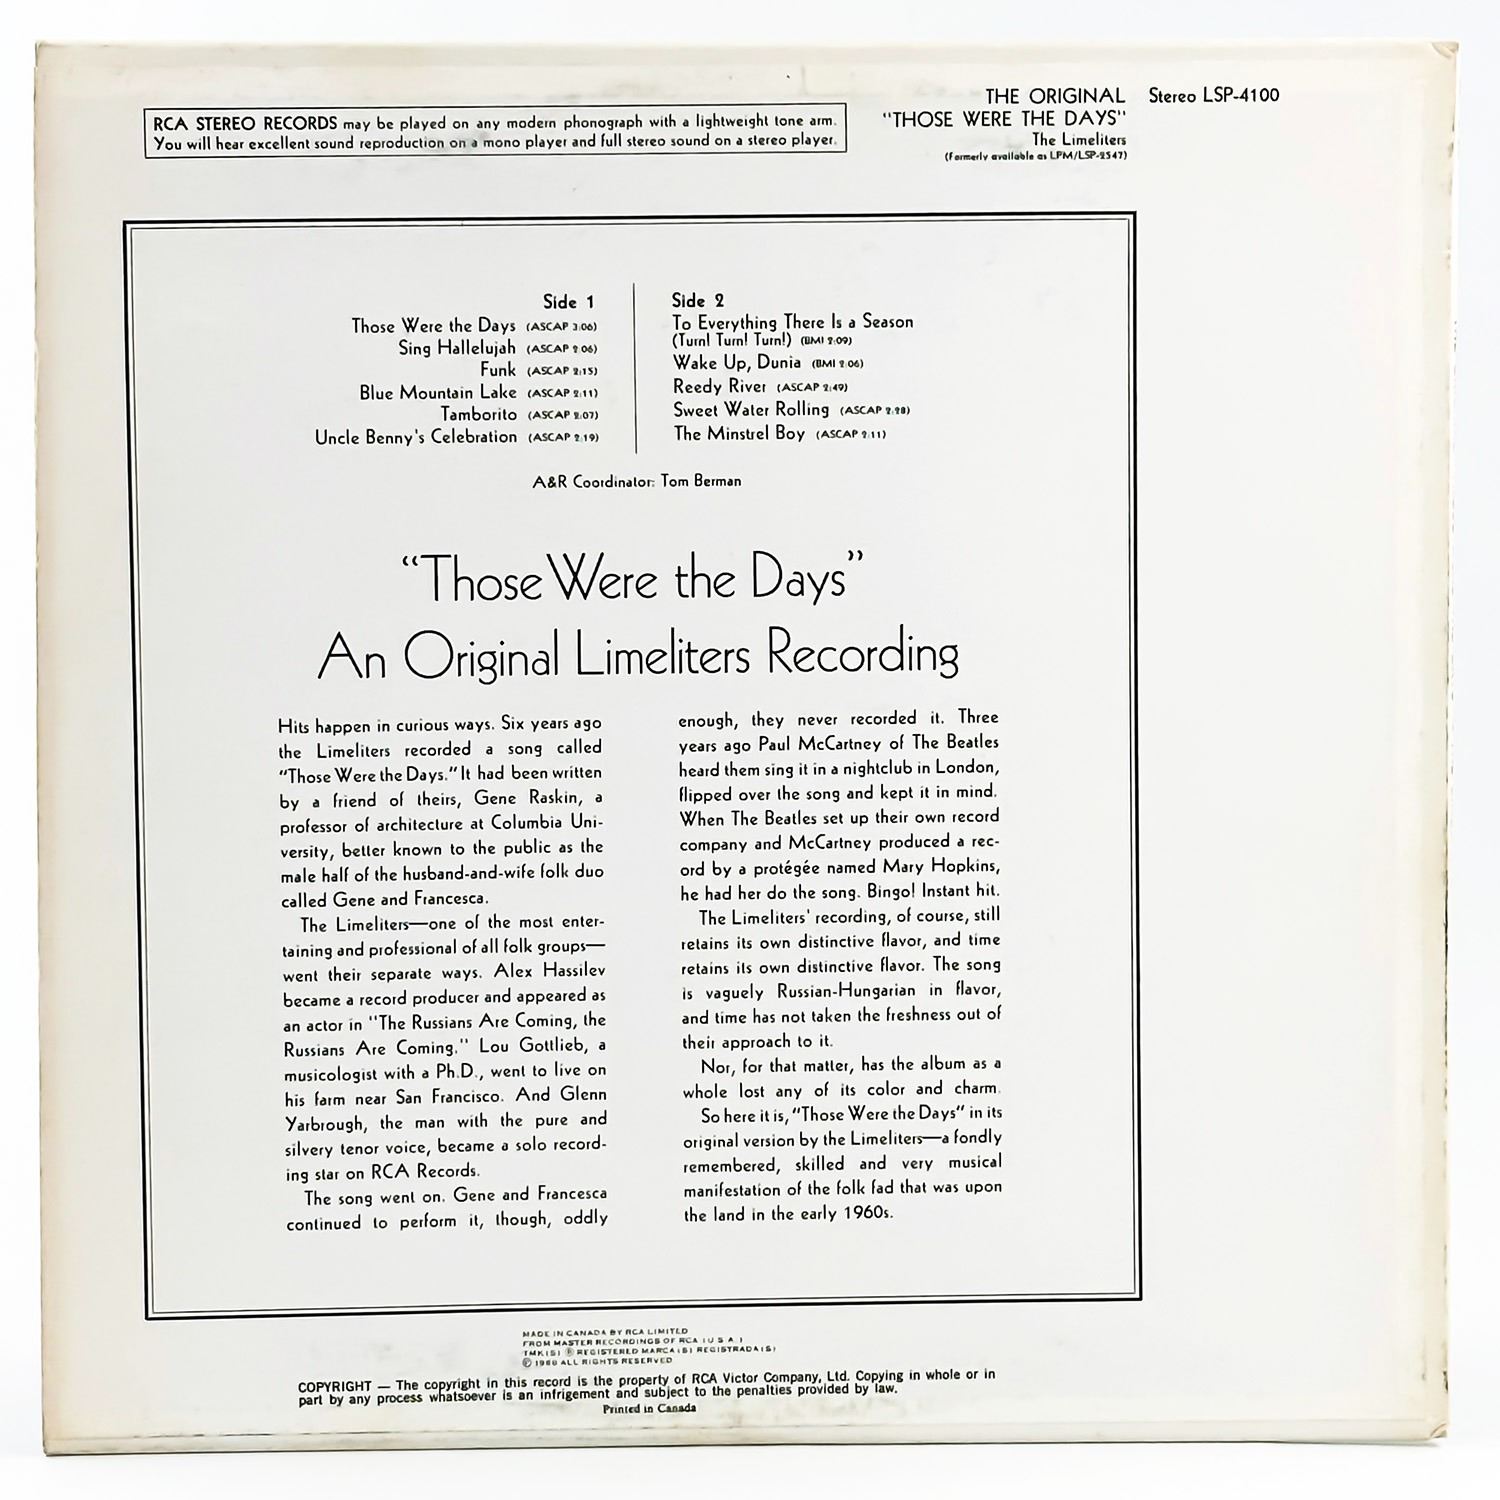 RCA STEREO RECORDS may be played on any modern phonograph with a lightweight tone arm.
You will hear excellent sound reproduction on a mono player and full stereo sound on a stereo player.
THE ORIGINAL Stereo LSP-4100
"THOSE WERE THE DAYS"
The Limeliters
(Formerly available as LPM/LSP-2547)
Side 1
Those Were the Days (ASCAP 3:06)
Sing Hallelujah (ASCAP 2:06)
Funk (ASCAP 2:15)
Blue Mountain Lake (ASCAP 2:11)
Tamborito (ASCAP 2:07)
Uncle Benny's Celebration (ASCAP 2:19)
Side 2
To Everything There Is a Season
(Turn! Turn! Turn!) (BMI 2:09)
Wake Up, Dunia (BMI 2:06)
Reedy River (ASCAP 2:49)
Sweet Water Rolling (ASCAP 2:28)
The Minstrel Boy (ASCAP 2:11)
A&R Coordinator: Tom Berman
"Those Were the Days"
An Original Limeliters Recording
Hits happen in curious ways. Six years ago
the Limeliters recorded a song called
"Those Were the Days." It had been written
by a friend of theirs, Gene Raskin, a
professor of architecture at Columbia Uni-
versity, better known to the public as the
male half of the husband-and-wife folk duo
called Gene and Francesca.
The Limeliters—one of the most enter-
taining and professional of all folk groups—
went their separate ways. Alex Hassilev
became a record producer and appeared as
an actor in "The Russians Are Coming, the
Russians Are Coming." Lou Gottlieb, a
musicologist with a Ph.D., went to live on
his farm near San Francisco. And Glenn
Yarbrough, the man with the pure and
silvery tenor voice, became a solo record-
ing star on RCA Records.
The song went on. Gene and Francesca
continued to perform it, though, oddly
enough, they never recorded it. Three
years ago Paul McCartney of The Beatles
heard them sing it in a nightclub in London,
flipped over the song and kept it in mind.
When The Beatles set up their own record
company and McCartney produced a rec-
ord by a protégée named Mary Hopkins,
he had her do the song. Bingo! Instant hit.
The Limeliters' recording, of course, still
retains its own distinctive flavor, and time
retains its own distinctive flavor. The song
is vaguely Russian-Hungarian in flavor,
and time has not taken the freshness out of
their approach to it.
Nor, for that matter, has the album as a
whole lost any of its color and charm.
So here it is, "Those Were the Days" in its
original version by the Limeliters—a fondly
remembered, skilled and very musical
manifestation of the folk fad that was upon
the land in the early 1960s.
MADE IN CANADA BY RCA LIMITED
FROM MASTER RECORDINGS OF RCA (U S A )
TMK(S) ® REGISTERED MARCA(S) REGISTRADA(S)
© 1968 ALL RIGHTS RESERVED
COPYRIGHT — The copyright in this record is the property of RCA Victor Company, Ltd. Copying in whole or in
part by any process whatsoever is an infrigement and subject to the penalties provided by law.
Printed in Canada